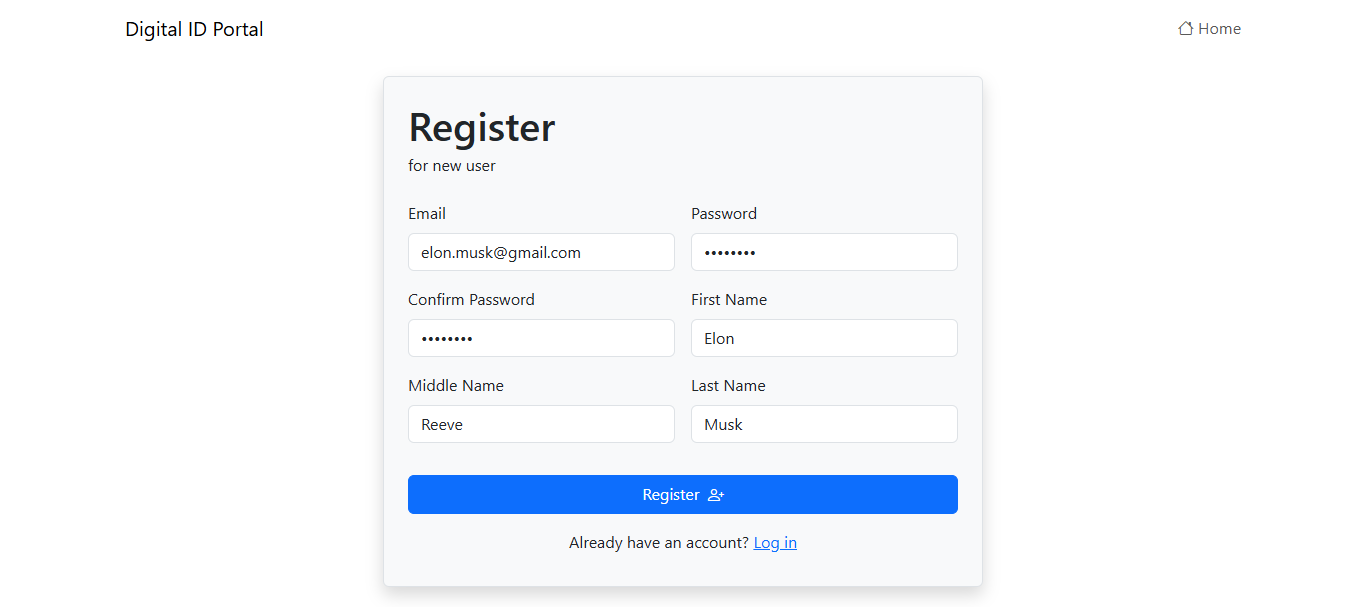 Digital ID Portal
Home
Register
for new user
Email
Password
elon.musk@gmail.com
••••••••
Confirm Password
First Name
••••••••
Elon
Middle Name
Last Name
Reeve
Musk
Register
Already have an account? Log in